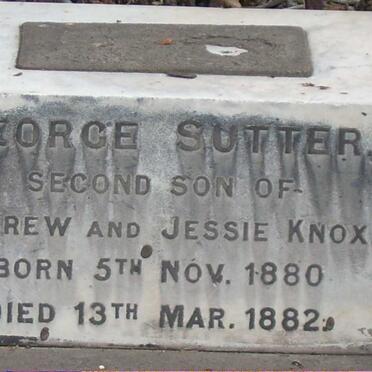 EORGE SUTTER.
SECOND SON OF-
REW AND JESSIE KNOX
BORN 5TH NOV. 1880
DIED 13TH MAR. 1882.